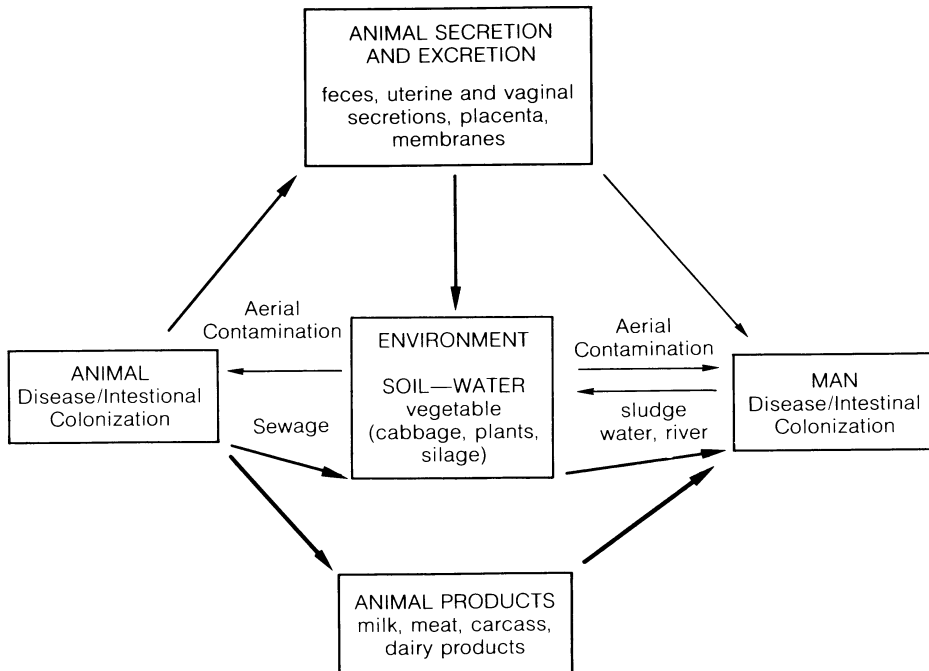 ANIMAL SECRETION
AND EXCRETION
feces, uterine and vaginal
secretions, placenta,
membranes
Aerial
Contamination
ENVIRONMENT
SOIL—WATER
vegetable
(cabbage, plants,
silage)
Aerial
Contamination
ANIMAL
Disease/Intestional
Colonization
MAN
Disease/Intestinal
Colonization
Sewage
sludge
water, river
ANIMAL PRODUCTS
milk, meat, carcass,
dairy products